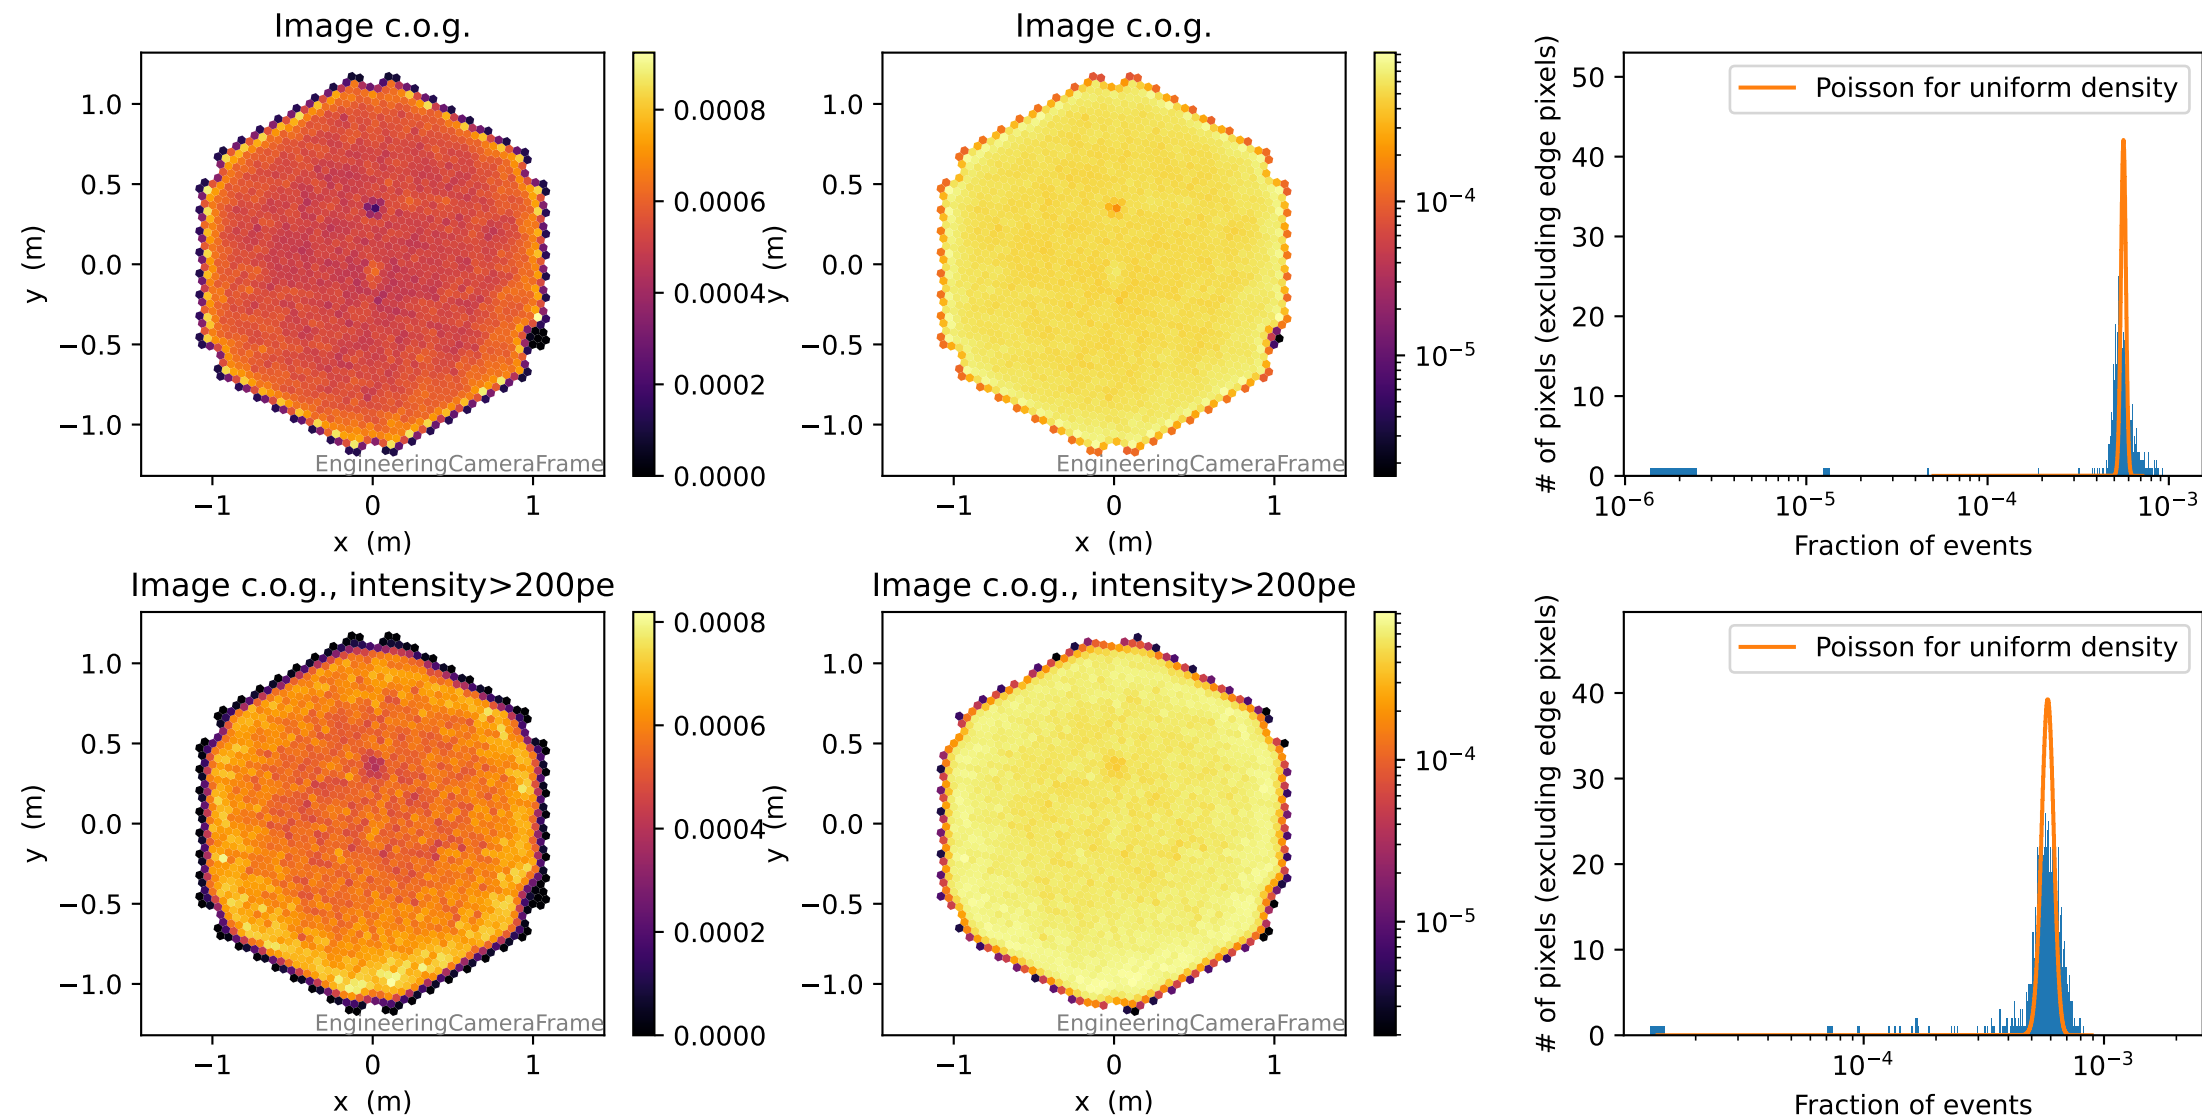 Image c.o.g.
1.0
0.5
0.0
−0.5
−1.0
y (m)
−1
0
1
x (m)
EngineeringCameraFrame
0.0008
0.0006
0.0004
0.0002
0.0000
Image c.o.g.
1.0
0.5
0.0
−0.5
−1.0
y (m)
−1
0
1
x (m)
EngineeringCameraFrame
10⁻⁴
10⁻⁵
# of pixels (excluding edge pixels)
50
40
30
20
10
0
Poisson for uniform density
10⁻⁶
10⁻⁵
10⁻⁴
10⁻³
Fraction of events
Image c.o.g., intensity>200pe
1.0
0.5
0.0
−0.5
−1.0
y (m)
−1
0
1
x (m)
EngineeringCameraFrame
0.0008
0.0006
0.0004
0.0002
0.0000
Image c.o.g., intensity>200pe
1.0
0.5
0.0
−0.5
−1.0
y (m)
−1
0
1
x (m)
EngineeringCameraFrame
10⁻⁴
10⁻⁵
# of pixels (excluding edge pixels)
40
30
20
10
0
Poisson for uniform density
10⁻⁴
10⁻³
Fraction of events